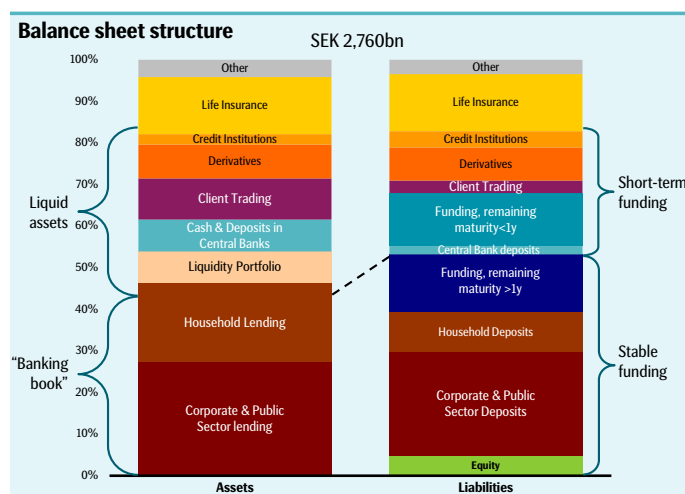 Balance sheet structure
SEK 2,760bn
100%
90%
80%
70%
60%
50%
40%
30%
20%
10%
0%
Liquid
assets
"Banking
book"
Other
Life Insurance
Credit Institutions
Derivatives
Client Trading
Cash & Deposits in
Central Banks
Liquidity Portfolio
Household Lending
Corporate & Public
Sector lending
Assets
Other
Life Insurance
Credit Institutions
Derivatives
Client Trading
Funding, remaining
maturity<1y
Central Bank deposits
Funding, remaining
maturity >1y
Household Deposits
Corporate & Public
Sector Deposits
Equity
Liabilities
Short-term
funding
Stable
funding